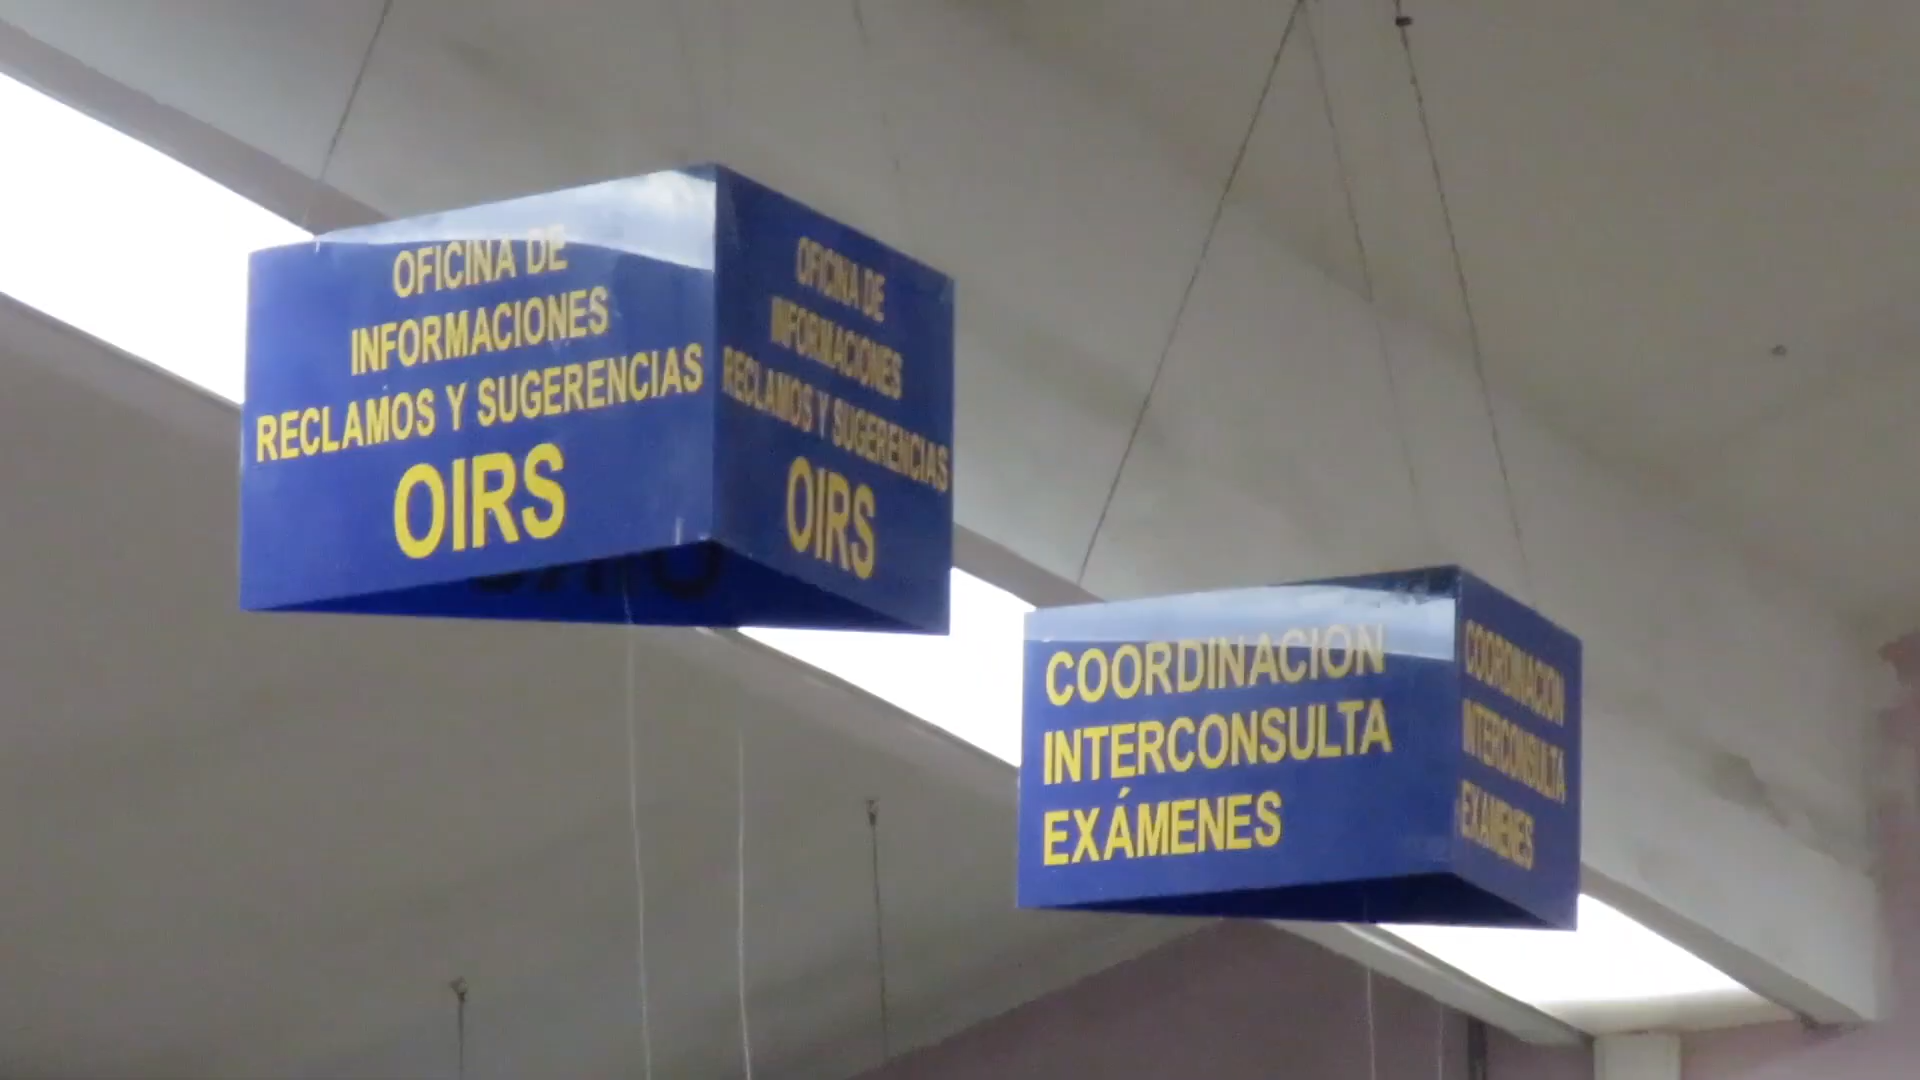 OFICINA DE
INFORMACIONES
RECLAMOS Y SUGERENCIAS
OIRS
OFICINA DE
INFORMACIONES
RECLAMOS Y SUGERENCIAS
OIRS
COORDINACION
INTERCONSULTA
EXÁMENES
COORDINACION
INTERCONSULTA
EXÁMENES